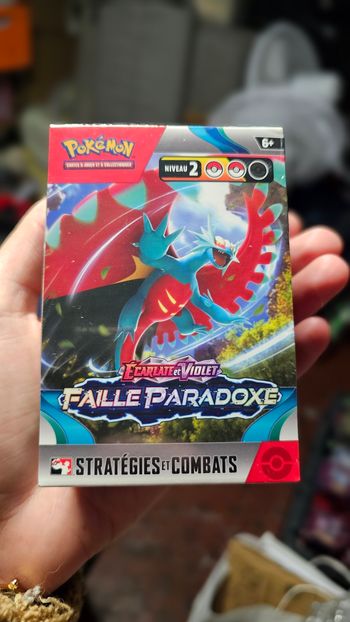 POKéMON
6+
CARTES À JOUER ET À COLLECTIONNER
NIVEAU 2
ÉCARLATE ET VIOLET
FAILLE PARADOXE
STRATÉGIES ET COMBATS